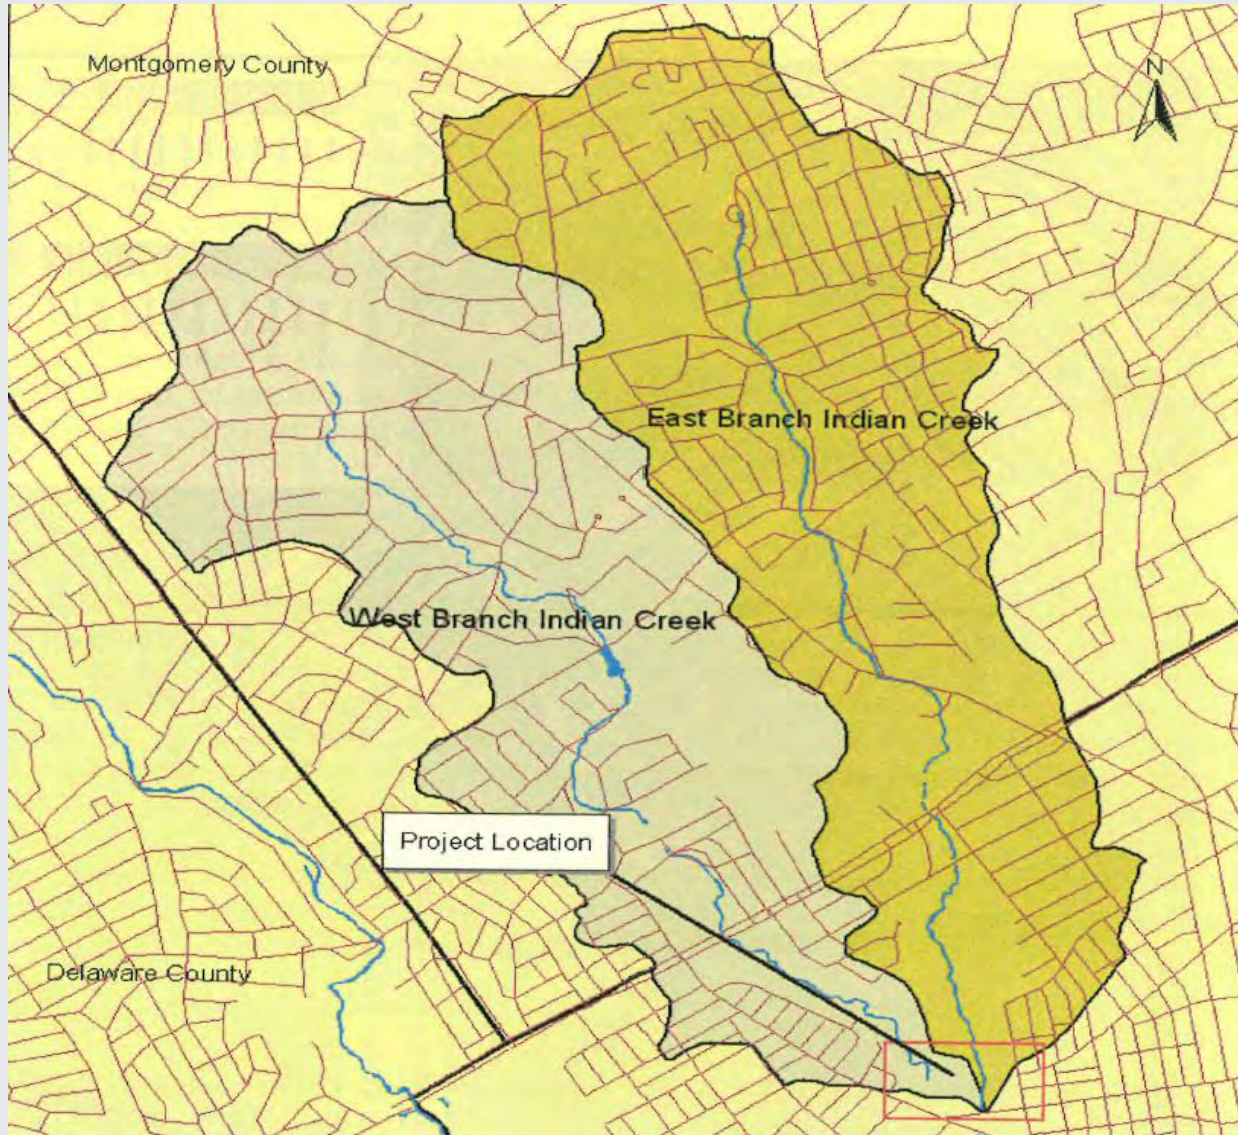 Montgomery County
N
East Branch Indian Creek
West Branch Indian Creek
Project Location
Delaware County